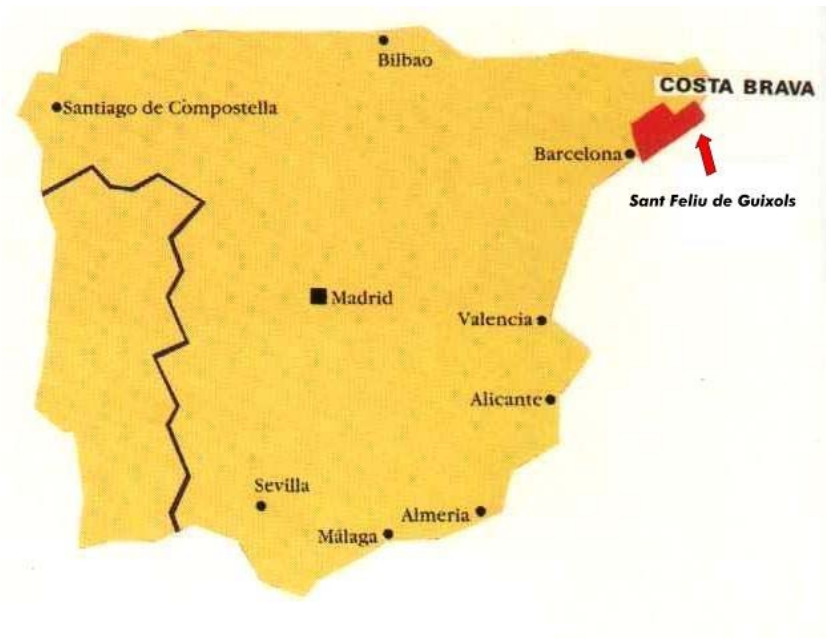 Bilbao
COSTA BRAVA
Santiago de Compostella
Barcelona
Sant Feliu de Guixols
Madrid
Valencia
Alicante
Sevilla
Almeria
Málaga